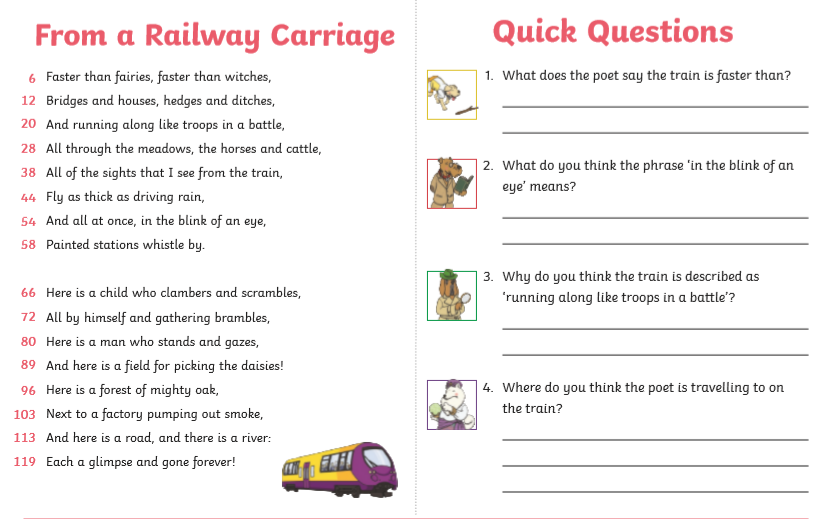 From a Railway Carriage
6 Faster than fairies, faster than witches,
12 Bridges and houses, hedges and ditches,
20 And running along like troops in a battle,
28 All through the meadows, the horses and cattle,
38 All of the sights that I see from the train,
44 Fly as thick as driving rain,
54 And all at once, in the blink of an eye,
58 Painted stations whistle by.
66 Here is a child who clambers and scrambles,
72 All by himself and gathering brambles,
80 Here is a man who stands and gazes,
89 And here is a field for picking the daisies!
96 Here is a forest of mighty oak,
103 Next to a factory pumping out smoke,
113 And here is a road, and there is a river:
119 Each a glimpse and gone forever!
Quick Questions
1. What does the poet say the train is faster than?
2. What do you think the phrase ‘in the blink of an
eye’ means?
3. Why do you think the train is described as
‘running along like troops in a battle’?
4. Where do you think the poet is travelling to on
the train?